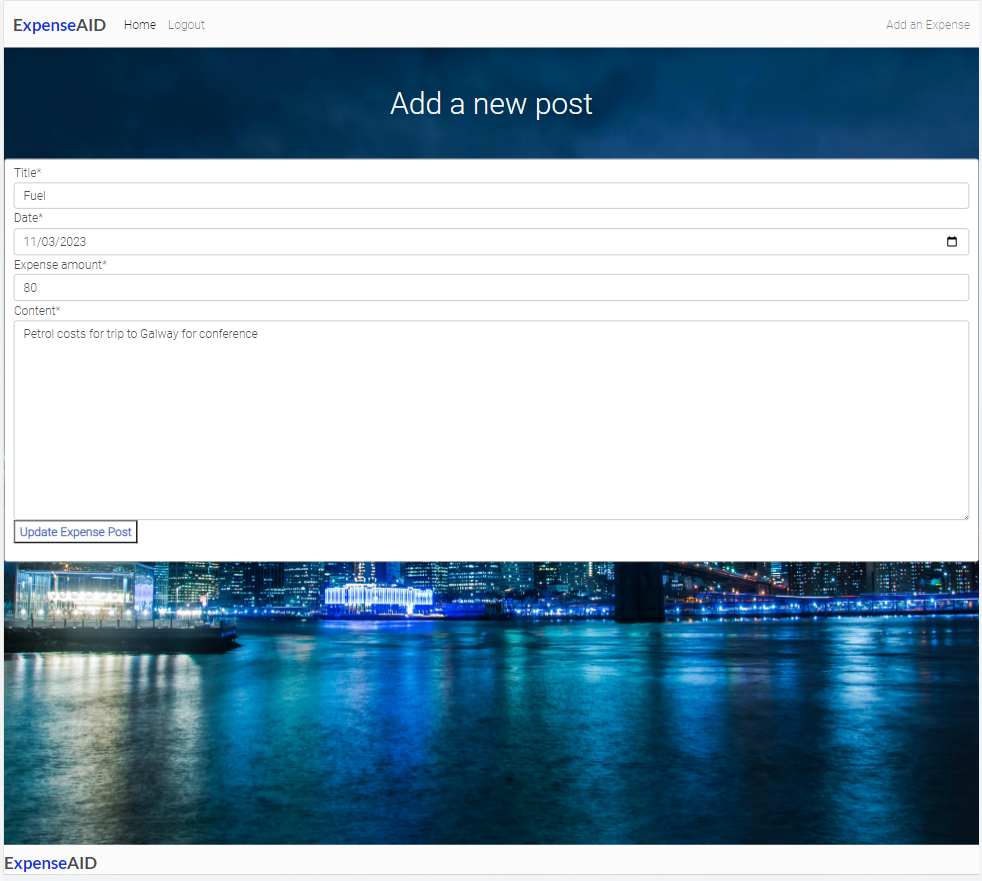 ExpenseAID Home Logout Add an Expense
Add a new post
Title*
Fuel
Date*
11/03/2023
Expense amount*
80
Content*
Petrol costs for trip to Galway for conference
Update Expense Post
ExpenseAID